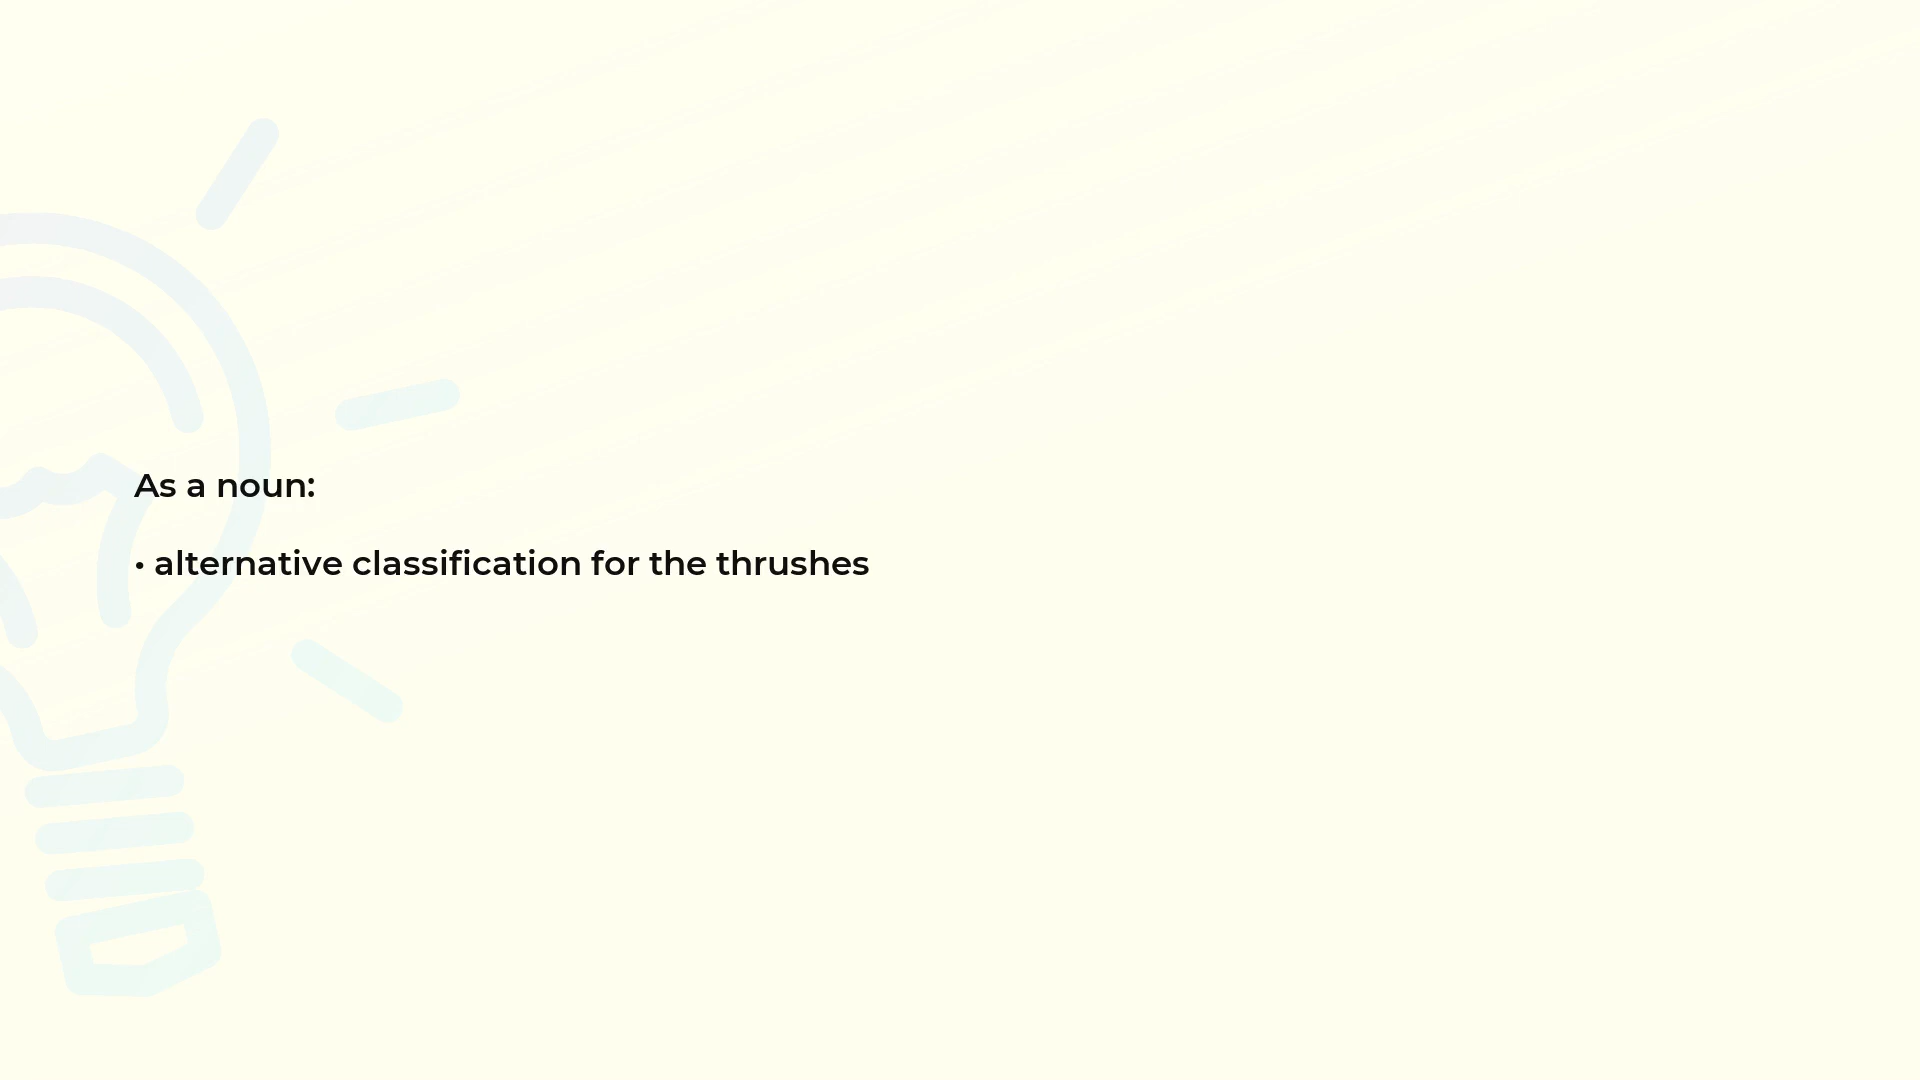 As a noun:
• alternative classification for the thrushes